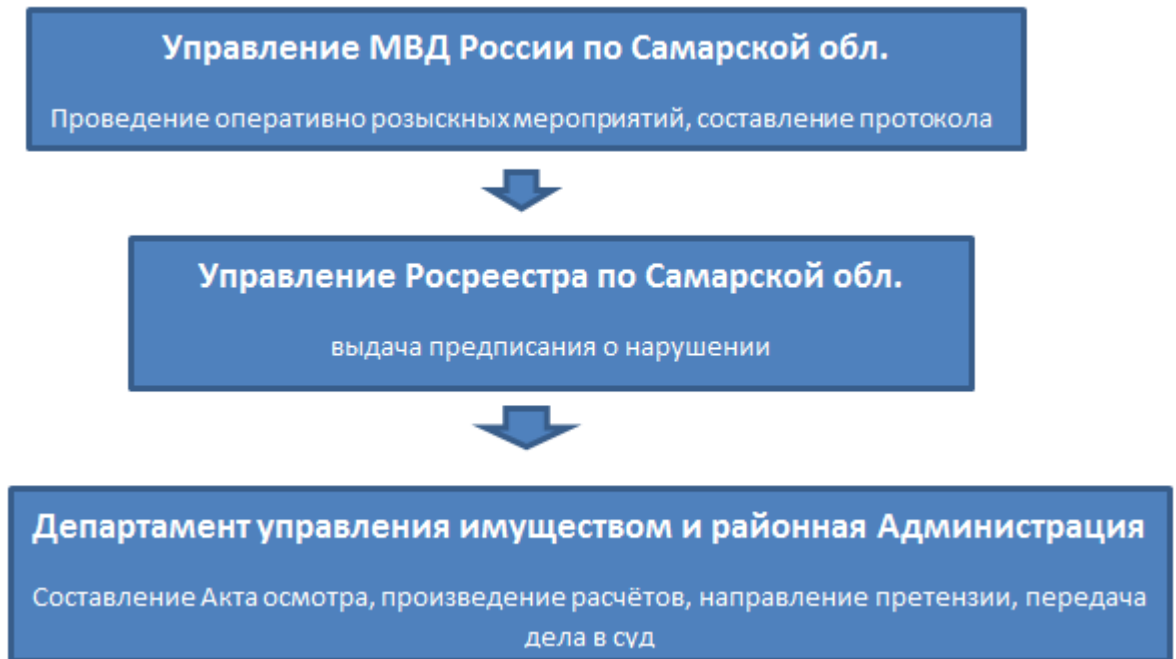 Управление МВД России по Самарской обл.
Проведение оперативно розыскных мероприятий, составление протокола
Управление Росреестра по Самарской обл.
выдача предписания о нарушении
Департамент управления имуществом и районная Администрация
Составление Акта осмотра, произведение расчётов, направление претензии, передача
дела в суд